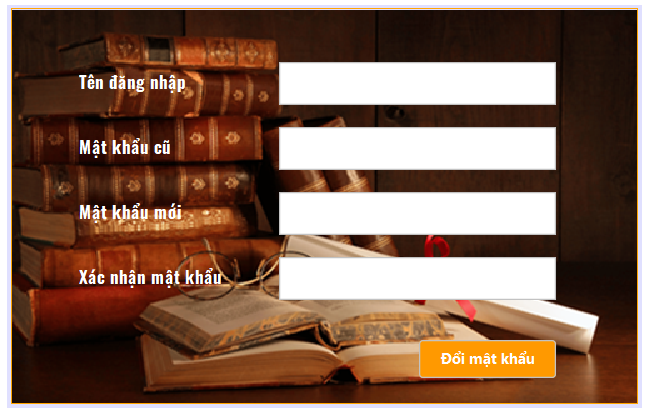 Tên đăng nhập
Mật khẩu cũ
Mật khẩu mới
Xác nhận mật khẩu
Đổi mật khẩu